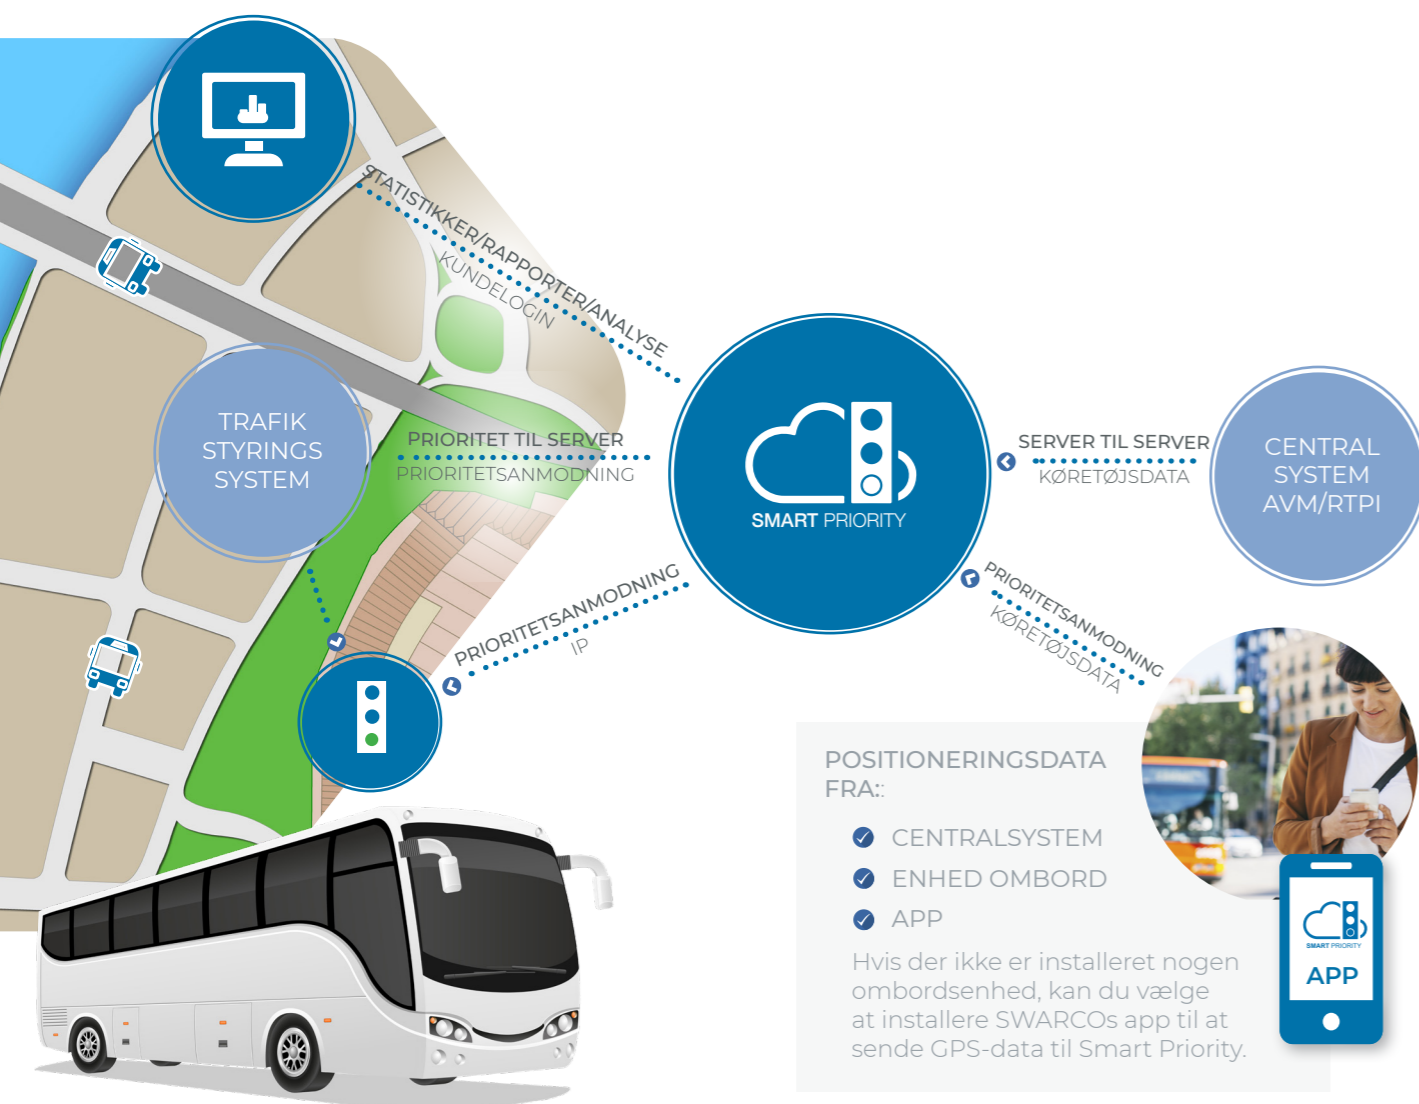 STATISTIKKER/RAPPORTER/ANALYSE
KUNDELOGIN
TRAFIK
STYRINGS
SYSTEM
PRIORITET TIL SERVER
PRIORITETSANMODNING
SMART PRIORITY
SERVER TIL SERVER
KØRETØJSDATA
CENTRAL
SYSTEM
AVM/RTPI
PRIORITETSANMODNING
IP
PRIORITETSANMODNING
KØRETØJSDATA
POSITIONERINGSDATA
FRA::
CENTRALSYSTEM
ENHED OMBORD
APP
Hvis der ikke er installeret nogen
ombordsenhed, kan du vælge
at installere SWARCOs app til at
sende GPS-data til Smart Priority.
SMART PRIORITY
APP